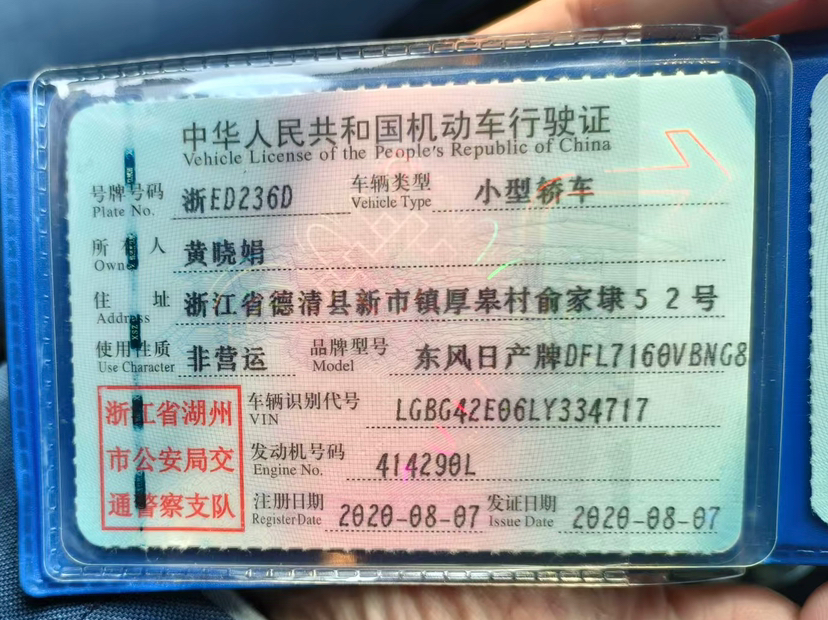 中华人民共和国机动车行驶证
Vehicle License of the People's Republic of China
号牌号码 浙ED236D 车辆类型 小型轿车
Plate No. Vehicle Type
所有人 黄晓娟
Owner
住址 浙江省德清县新市镇厚皋村俞家埭52号
Address
使用性质 非营运 品牌型号 东风日产牌DFL7160VBNG8
Use Character Model
浙江省湖州 车辆识别代号 LGBG42E06LY334717
VIN
市公安局交 发动机号码 414290L
Engine No.
通警察支队 注册日期 2020-08-07 发证日期 2020-08-07
Register Date Issue Date